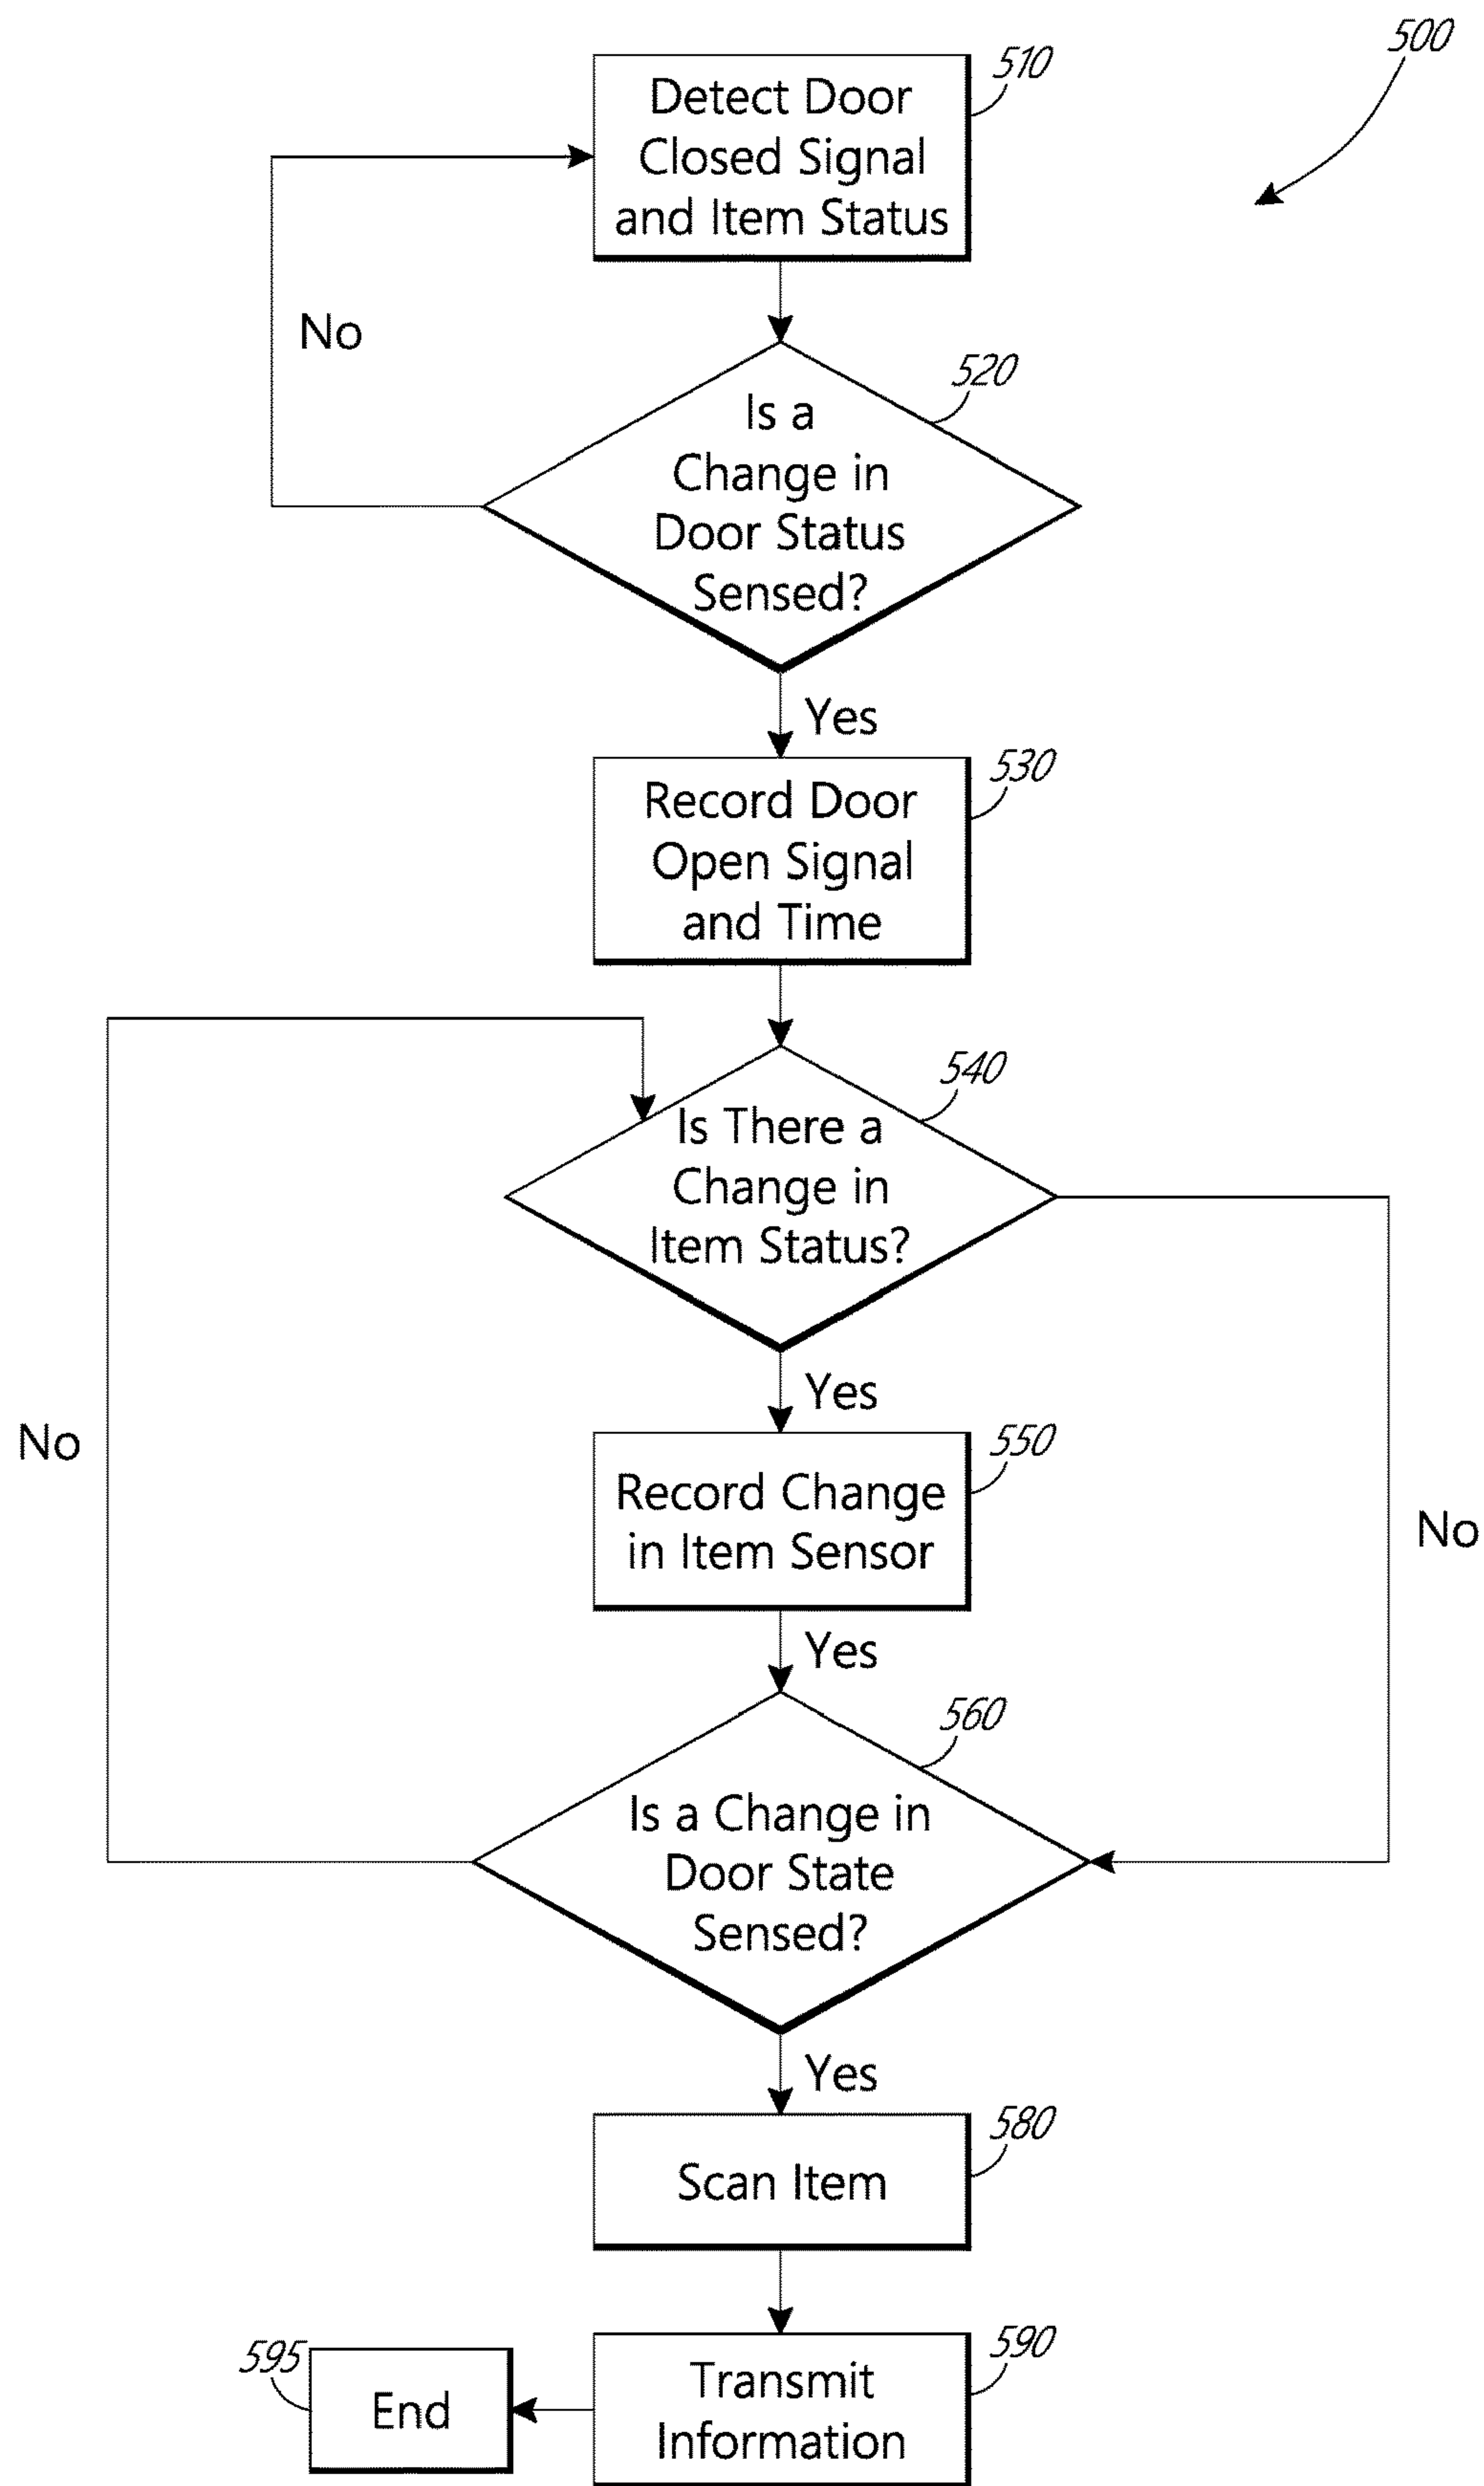 500
510
Detect Door
Closed Signal
and Item Status
No
520
Is a
Change in
Door Status
Sensed?
Yes
530
Record Door
Open Signal
and Time
540
Is There a
Change in
Item Status?
Yes
No
550
Record Change
in Item Sensor
No
Yes
560
Is a Change in
Door State
Sensed?
Yes
580
Scan Item
590
Transmit
Information
595
End